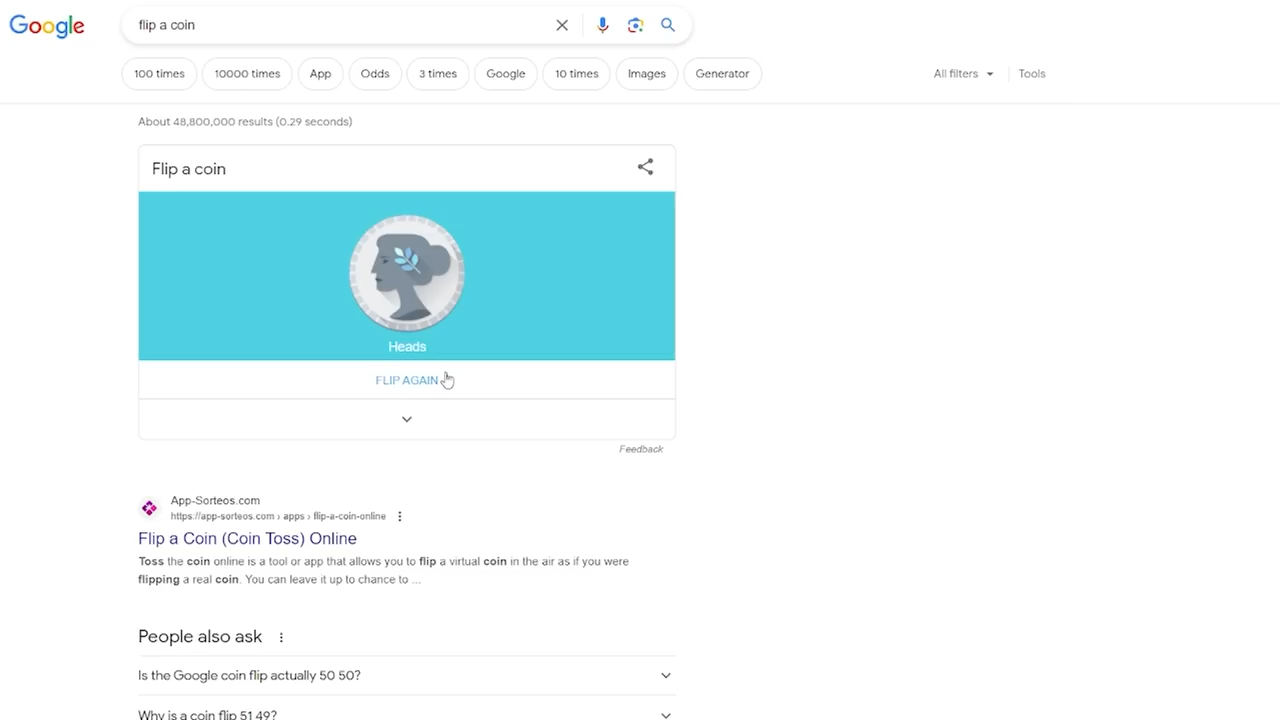 Google
flip a coin
100 times
10000 times
App
Odds
3 times
Google
10 times
Images
Generator
All filters
Tools
About 48,800,000 results (0.29 seconds)
Flip a coin
Heads
FLIP AGAIN
Feedback
App-Sorteos.com
https://app-sorteos.com › apps › flip-a-coin-online
Flip a Coin (Coin Toss) Online
Toss the coin online is a tool or app that allows you to flip a virtual coin in the air as if you were
flipping a real coin. You can leave it up to chance to ...
People also ask
Is the Google coin flip actually 50 50?
Why is a coin flip 51 49?